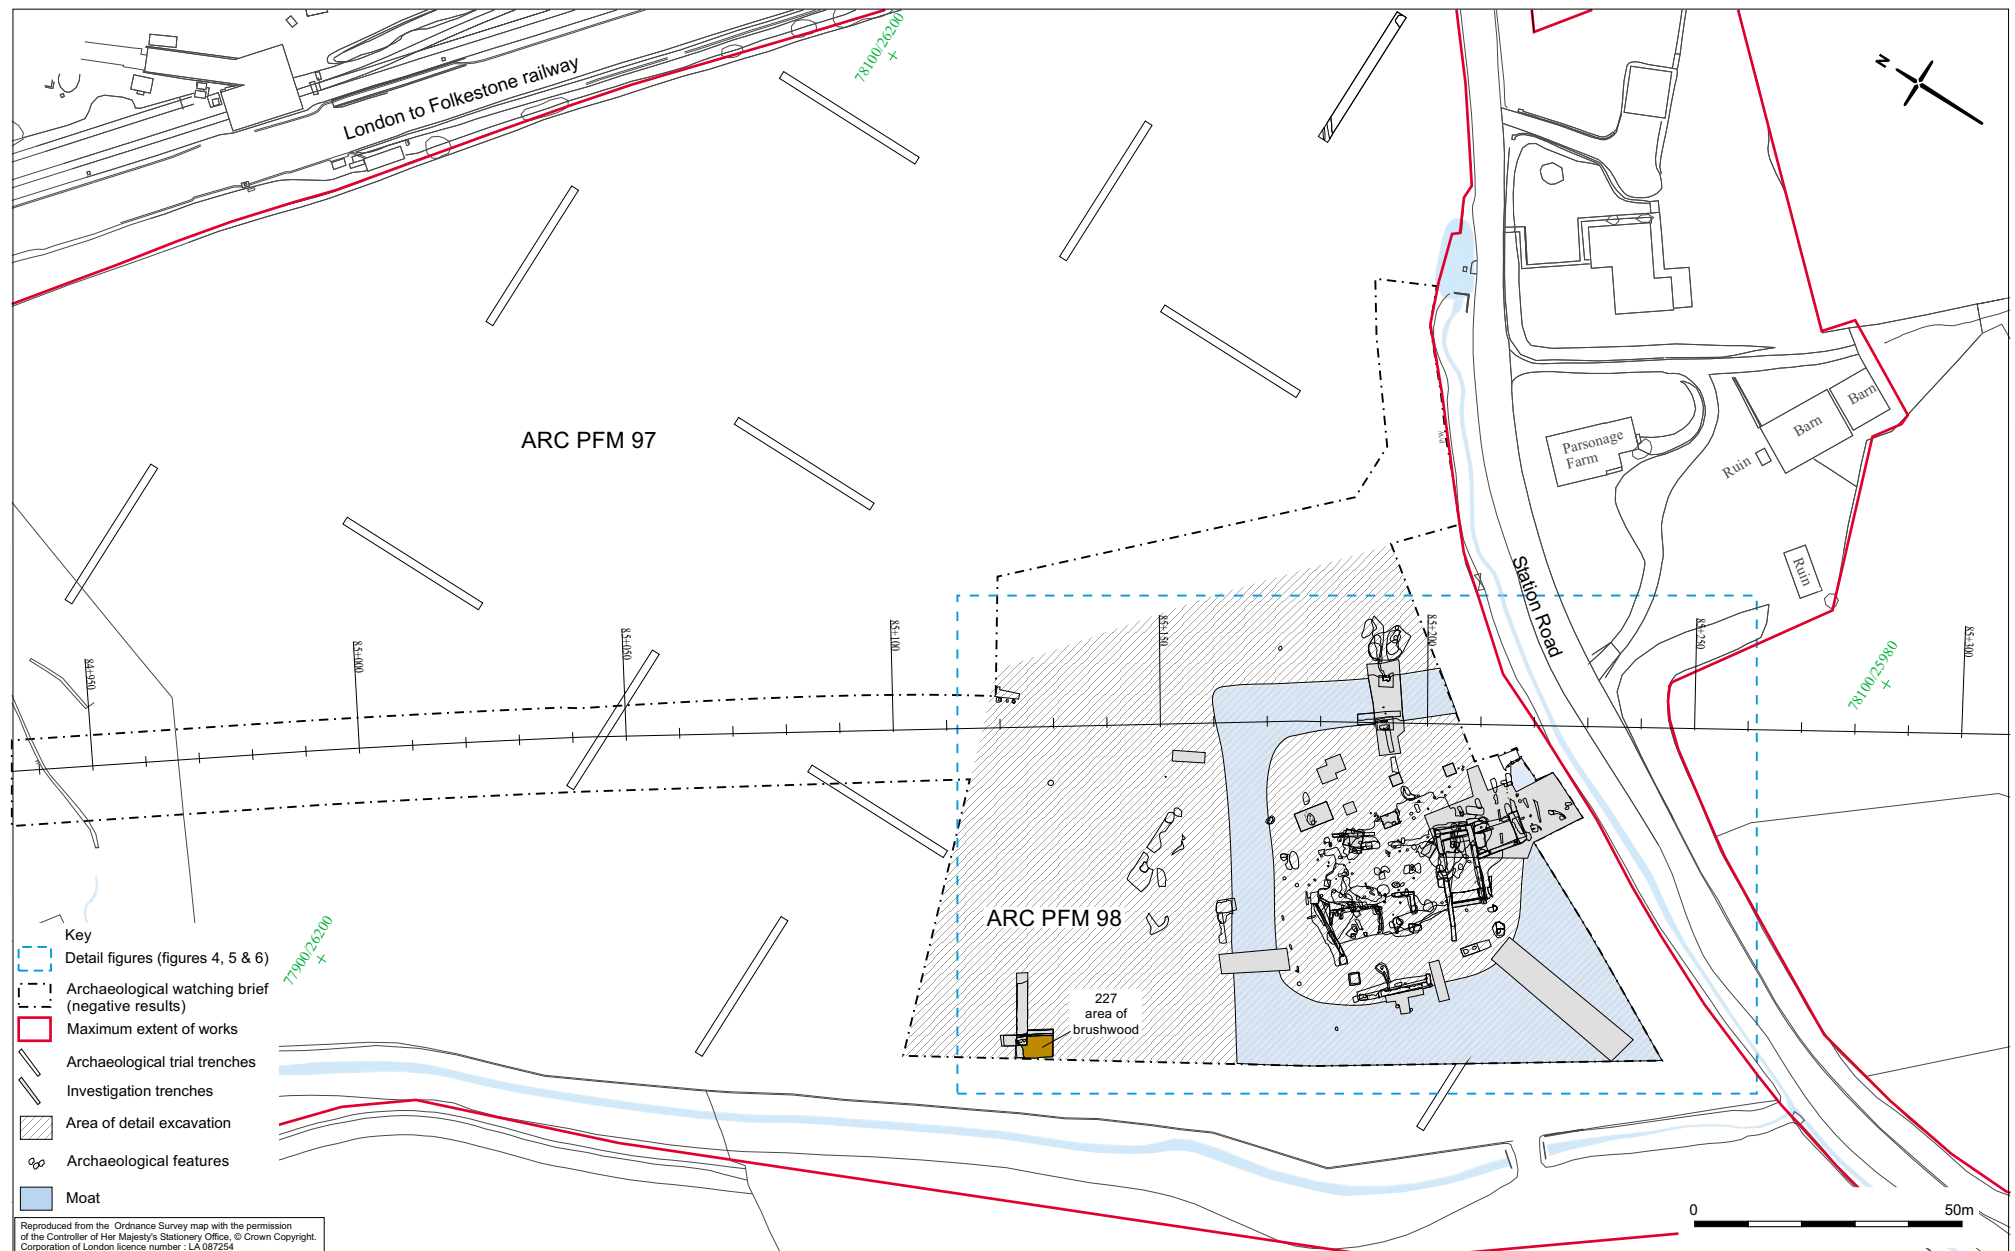 London to Folkestone railway
78100/26200
N
ARC PFM 97
Parsonage
Farm
Barn
Barn
Ruin
Ruin
Station Road
78100/25980
84+950
85+000
85+050
85+100
85+150
85+200
85+250
85+300
ARC PFM 98
227
area of
brushwood
77900/26200
Key
Detail figures (figures 4, 5 & 6)
Archaeological watching brief
(negative results)
Maximum extent of works
Archaeological trial trenches
Investigation trenches
Area of detail excavation
Archaeological features
Moat
Reproduced from the Ordnance Survey map with the permission
of the Controller of Her Majesty's Stationery Office, © Crown Copyright.
Corporation of London licence number : LA 087254
0
50m